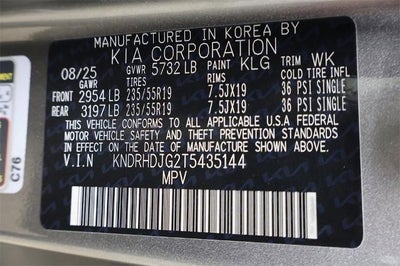 MANUFACTURED IN KOREA BY
KIA CORPORATION
08/25 GVWR 5732 LB PAINT KLG TRIM WK
GAWR TIRES RIMS COLD TIRE INFL
FRONT 2954 LB 235/55R19 7.5JX19 36 PSI SINGLE
REAR 3197 LB 235/55R19 7.5JX19 36 PSI SINGLE
THIS VEHICLE CONFORMS TO ALL APPLICABLE U.S.A FEDERAL
MOTOR VEHICLE SAFETY AND THEFT PREVENTION STANDARDS
IN EFFECT ON THE DATE OF MANUFACTURE SHOWN ABOVE.
V.I.N KNDRHDJG2T5435144
MPV
C76